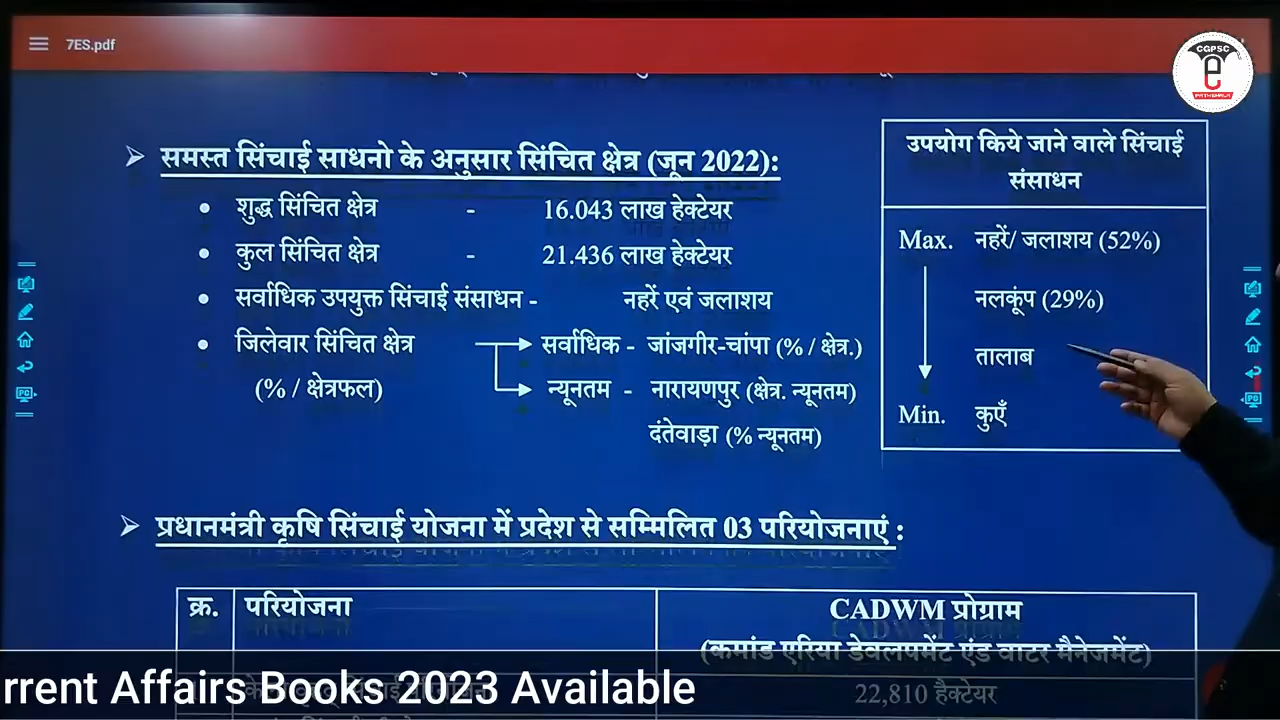 7ES.pdf
CGPSC
PATHSHALA
समस्त सिंचाई साधनो के अनुसार सिंचित क्षेत्र (जून 2022):
शुद्ध सिंचित क्षेत्र - 16.043 लाख हेक्टेयर
कुल सिंचित क्षेत्र - 21.436 लाख हेक्टेयर
सर्वाधिक उपयुक्त सिंचाई संसाधन - नहरें एवं जलाशय
जिलेवार सिंचित क्षेत्र सर्वाधिक - जांजगीर-चांपा (% / क्षेत्र.)
(% / क्षेत्रफल) न्यूनतम - नारायणपुर (क्षेत्र. न्यूनतम)
दंतेवाड़ा (% न्यूनतम)
उपयोग किये जाने वाले सिंचाई
संसाधन
Max. नहरें/ जलाशय (52%)
नलकूंप (29%)
तालाब
Min. कुएँ
प्रधानमंत्री कृषि सिंचाई योजना में प्रदेश से सम्मिलित 03 परियोजनाएं :
क्र. परियोजना CADWM प्रोग्राम
(कमांड एरिया डेवलपमेंट एंड वाटर मैनेजमेंट)
22,810 हैक्टेयर
rrent Affairs Books 2023 Available